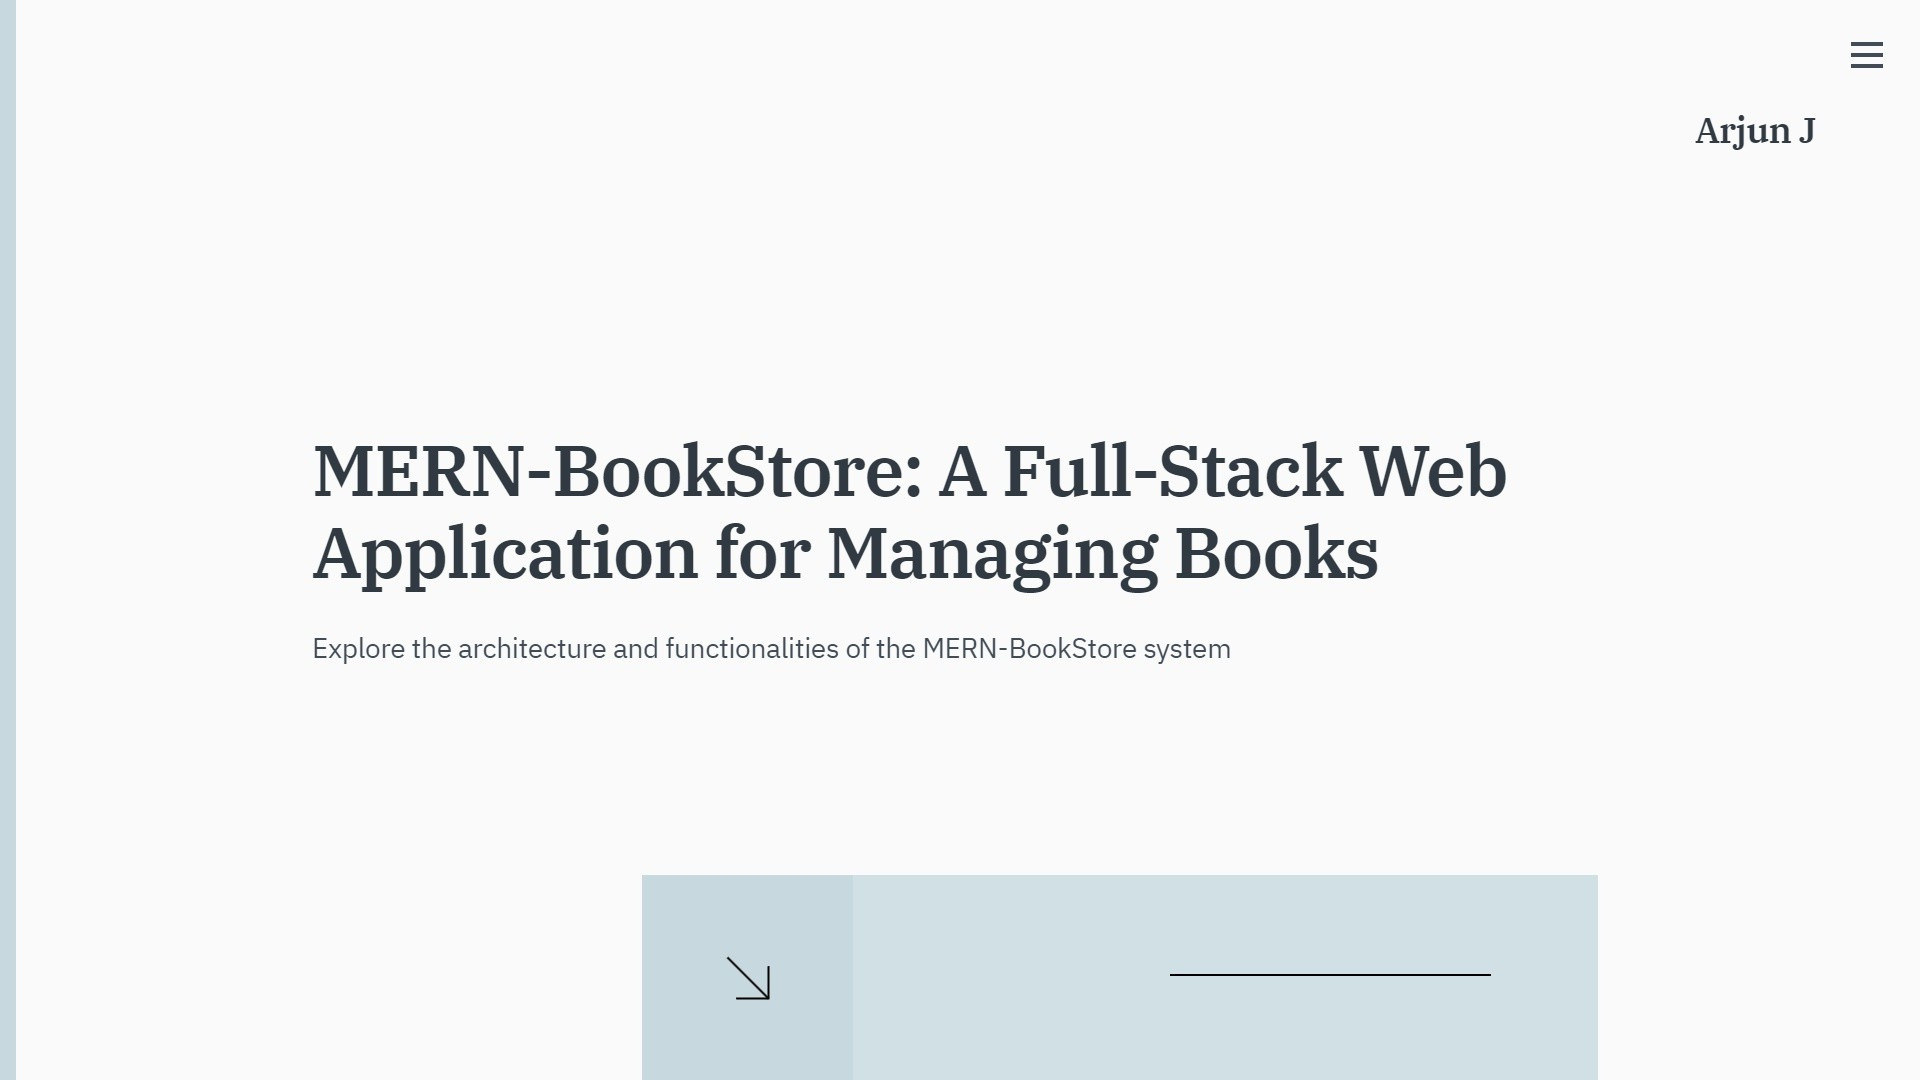 Arjun J
MERN-BookStore: A Full-Stack Web
Application for Managing Books
Explore the architecture and functionalities of the MERN-BookStore system